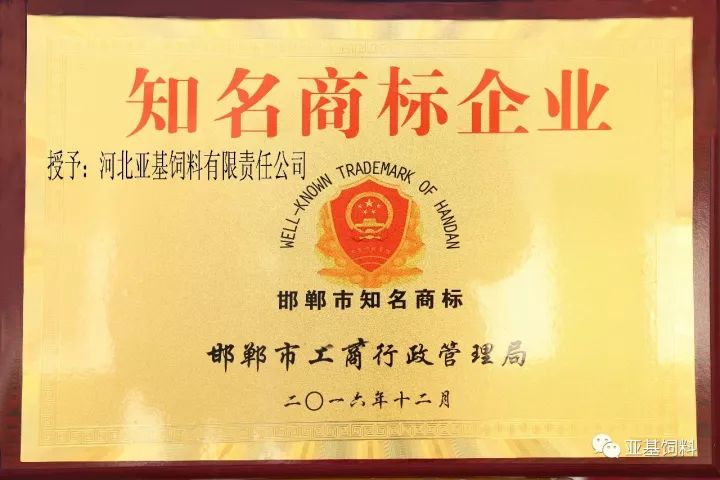 知名商标企业
授予：河北亚基饲料有限责任公司
WELL-KNOWN TRADEMARK OF HANDAN
邯郸市知名商标
邯郸市工商行政管理局
二〇一六年十二月
亚基饲料